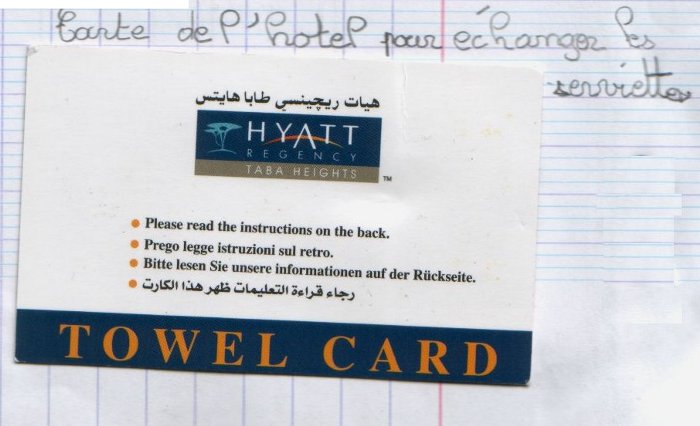 Carte de l'hotel pour échanger les
serviettes
هيات ريجينسي طابا هايتس
HYATT
REGENCY
TABA HEIGHTS
TM
• Please read the instructions on the back.
• Prego legge istruzioni sul retro.
• Bitte lesen Sie unsere informationen auf der Rückseite.
• رجاء قراءة التعليمات ظهر هذا الكارت
TOWEL CARD